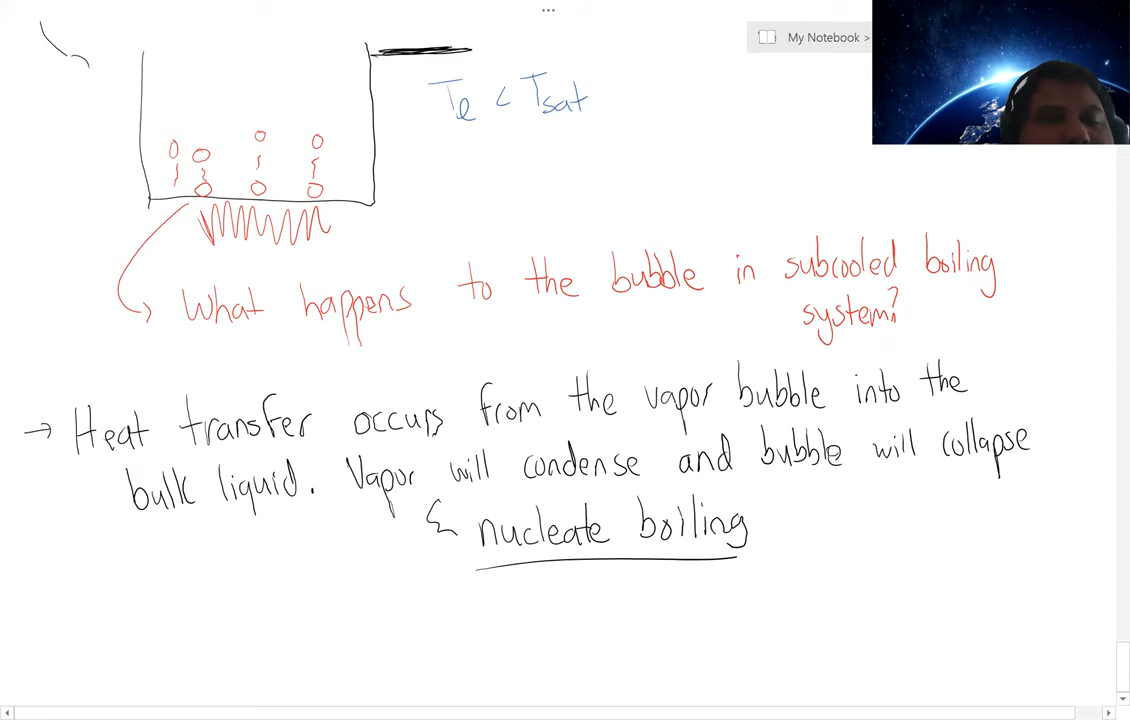 My Notebook >
Tℓ < Tsat
What happens to the bubble in subcooled boiling
system?
→ Heat transfer occurs from the vapor bubble into the
bulk liquid. Vapor will condense and bubble will collapse
nucleate boiling